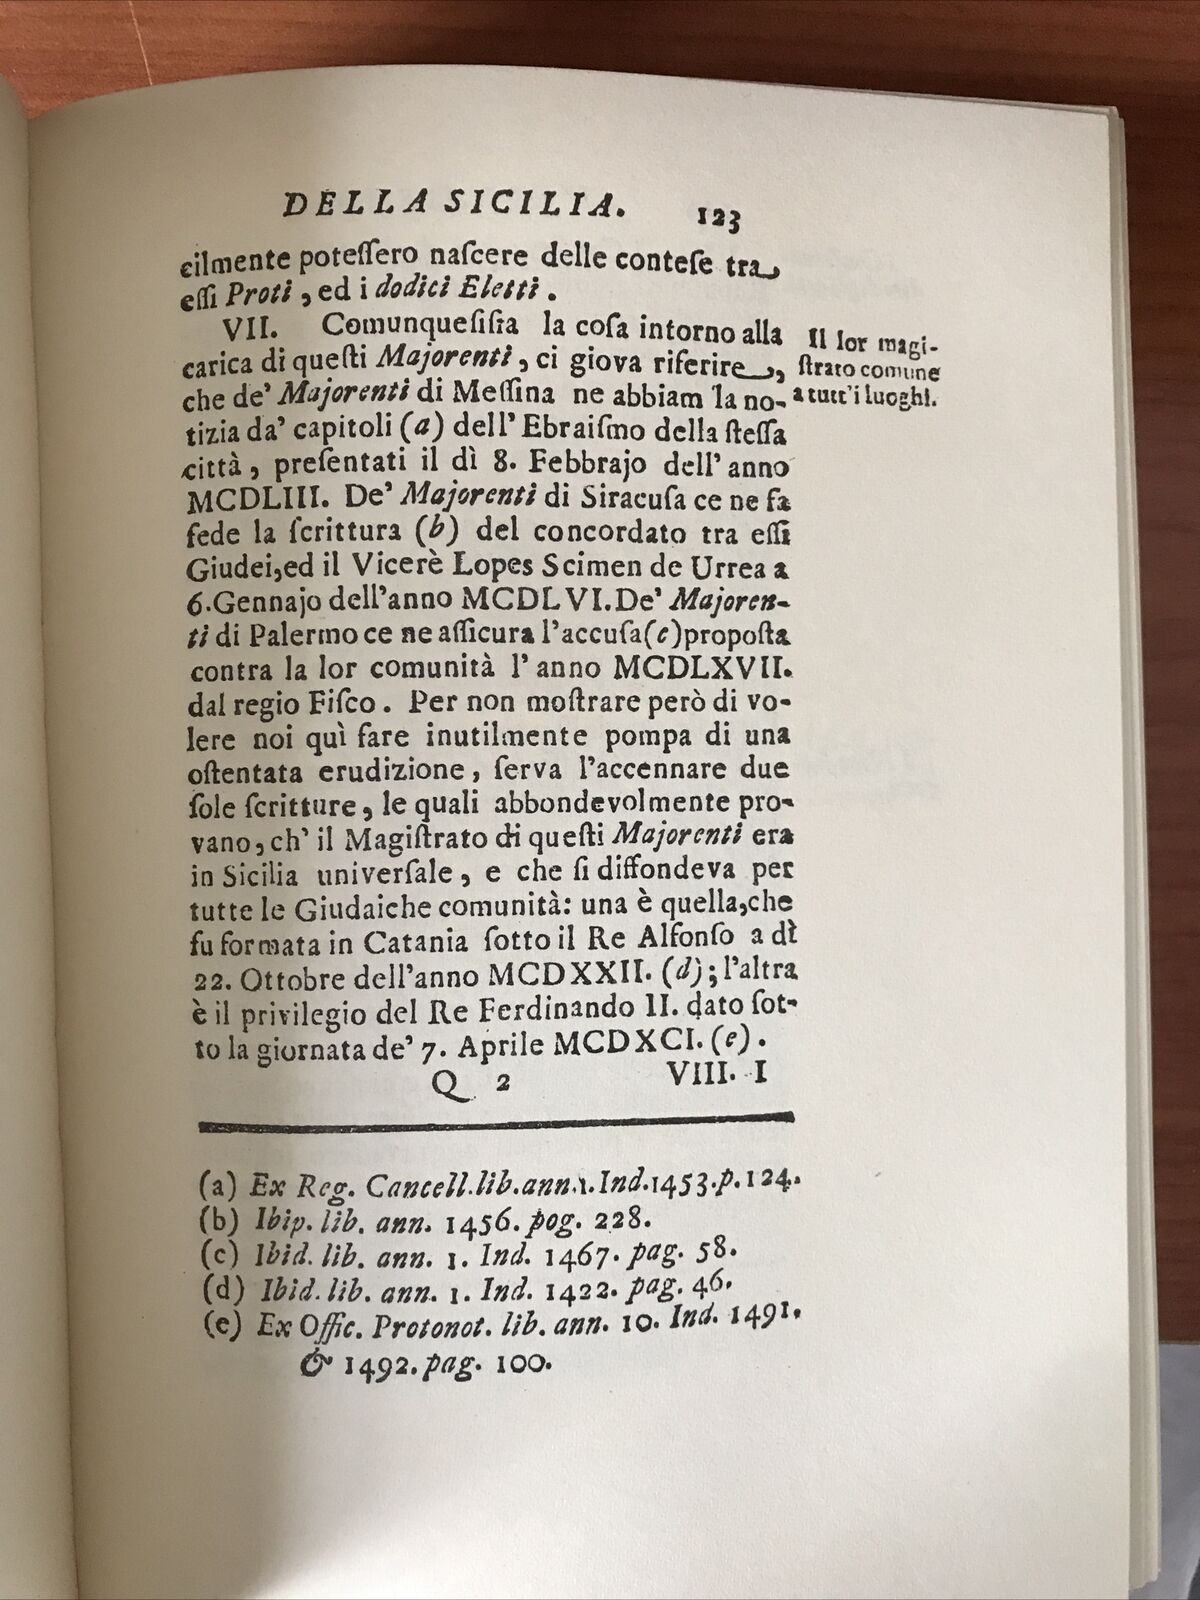 DELLA SICILIA. 123
cilmente poteſſero naſcere delle conteſe tra
eſſi Proti, ed i dodici Eletti.
VII. Comunqueſiſia la coſa intorno alla
carica di queſti Majorenti, ci giova riferire,
che de' Majorenti di Meſſina ne abbiam la no-
tizia da' capitoli (a) dell' Ebraiſmo della ſteſſa
città, preſentati il dì 8. Febbrajo dell' anno
MCDLIII. De' Majorenti di Siracuſa ce ne fa
fede la ſcrittura (b) del concordato tra eſſi
Giudei, ed il Vicerè Lopes Scimen de Urrea a
6. Gennajo dell'anno MCDLVI. De' Majoren-
ti di Palermo ce ne aſſicura l'accuſa (c) propoſta
contra la lor comunità l' anno MCDLXVII.
dal regio Fiſco. Per non moſtrare però di vo-
lere noi quì fare inutilmente pompa di una
oſtentata erudizione, ſerva l'accennare due
ſole ſcritture, le quali abbondevolmente pro-
vano, ch' il Magiſtrato di queſti Majorenti era
in Sicilia univerſale, e che ſi diffondeva per
tutte le Giudaiche comunità: una è quella, che
fu formata in Catania ſotto il Re Alfonſo a dì
22. Ottobre dell'anno MCDXXII. (d); l'altra
è il privilegio del Re Ferdinando II. dato ſot-
to la giornata de' 7. Aprile MCDXCI. (e).
Q 2 VIII. I
Il lor magi-
ſtrato comune
a tutt'i luoghi.
(a) Ex Reg. Cancell. lib. ann. 1. Ind. 1453. p. 124.
(b) Ibip. lib. ann. 1456. pog. 228.
(c) Ibid. lib. ann. 1. Ind. 1467. pag. 58.
(d) Ibid. lib. ann. 1. Ind. 1422. pag. 46.
(e) Ex Offic. Protonot. lib. ann. 10. Ind. 1491.
& 1492. pag. 100.